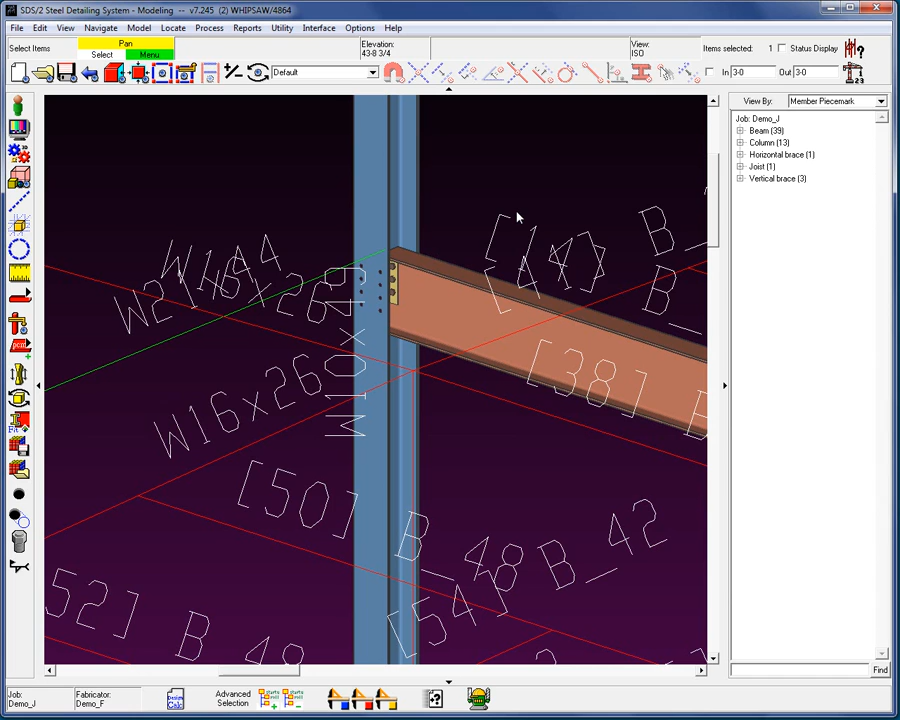 SDS/2 Steel Detailing System - Modeling -- v7.245 (2) WHIPSAW/4864
File Edit View Navigate Model Locate Process Reports Utility Interface Options Help
Select Items
Pan
Select Menu
Elevation:
43-8 3/4
View:
ISO
Items selected: 1
Status Display
Default
In 3-0 Out 3-0
View By: Member Piecemark
Job: Demo_J
Beam (39)
Column (13)
Horizontal brace (1)
Joist (1)
Vertical brace (3)
W16x26
[38]
[50]
B_48
B_42
52]
B
Find
Job:
Demo_J
Fabricator:
Demo_F
Design
Calc
Advanced
Selection